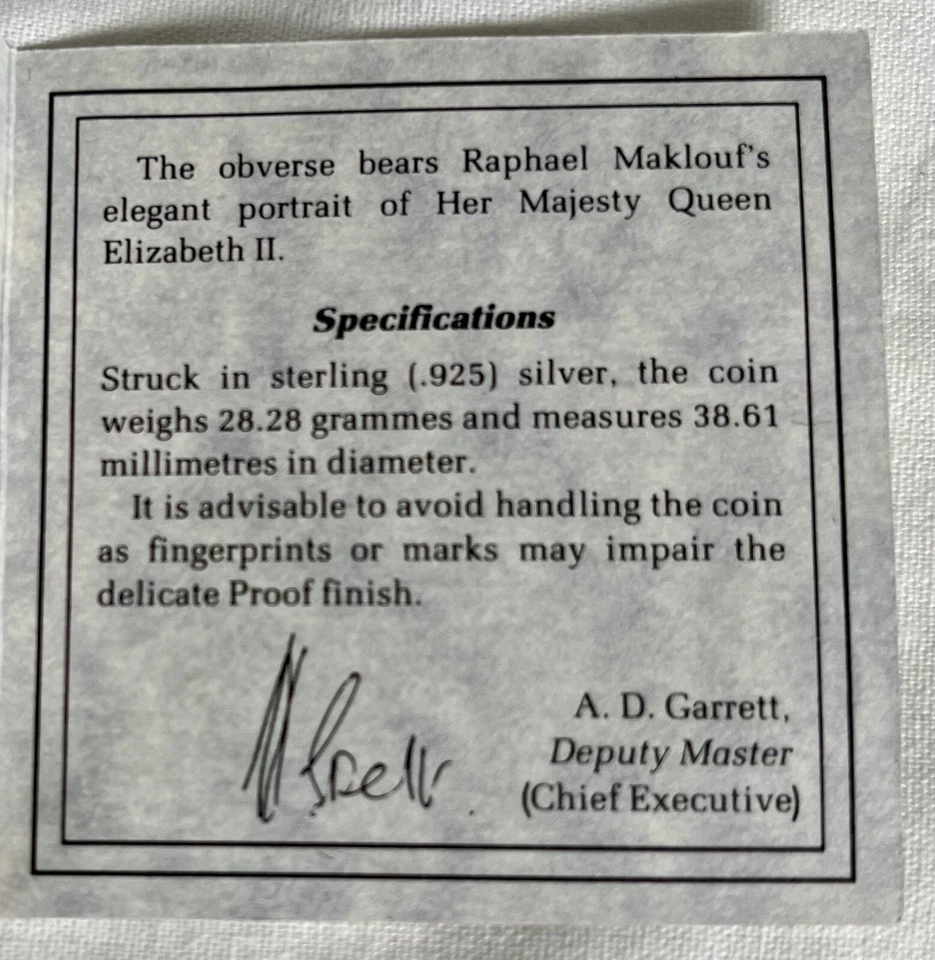 The obverse bears Raphael Maklouf's
elegant portrait of Her Majesty Queen
Elizabeth II.
Specifications
Struck in sterling (.925) silver, the coin
weighs 28.28 grammes and measures 38.61
millimetres in diameter.
It is advisable to avoid handling the coin
as fingerprints or marks may impair the
delicate Proof finish.
A. D. Garrett,
Deputy Master
(Chief Executive)